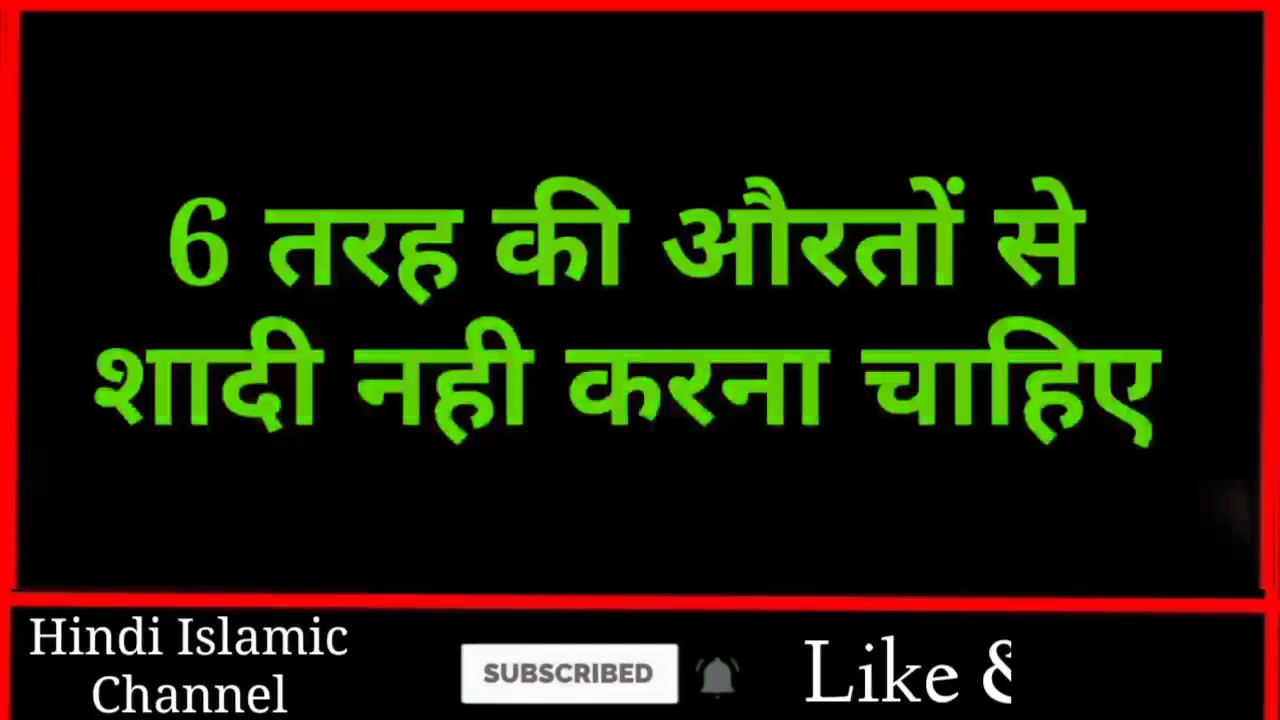 6 तरह की औरतों से
शादी नही करना चाहिए
Hindi Islamic
Channel
SUBSCRIBED
Like &